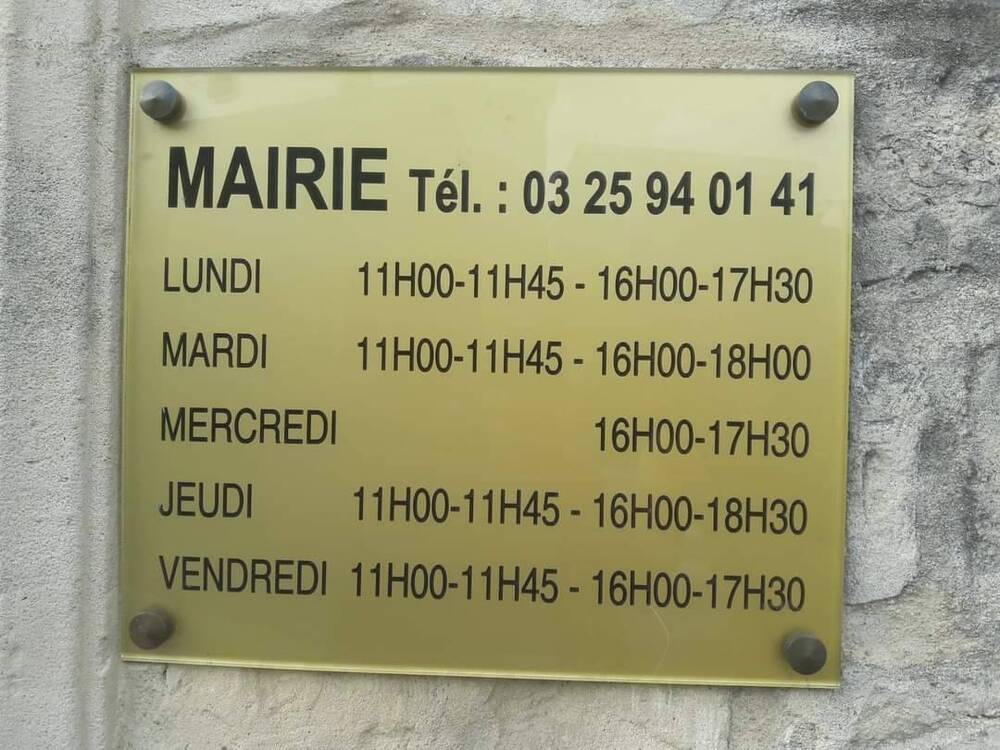 MAIRIE Tél. : 03 25 94 01 41
LUNDI 11H00-11H45 - 16H00-17H30
MARDI 11H00-11H45 - 16H00-18H00
MERCREDI 16H00-17H30
JEUDI 11H00-11H45 - 16H00-18H30
VENDREDI 11H00-11H45 - 16H00-17H30